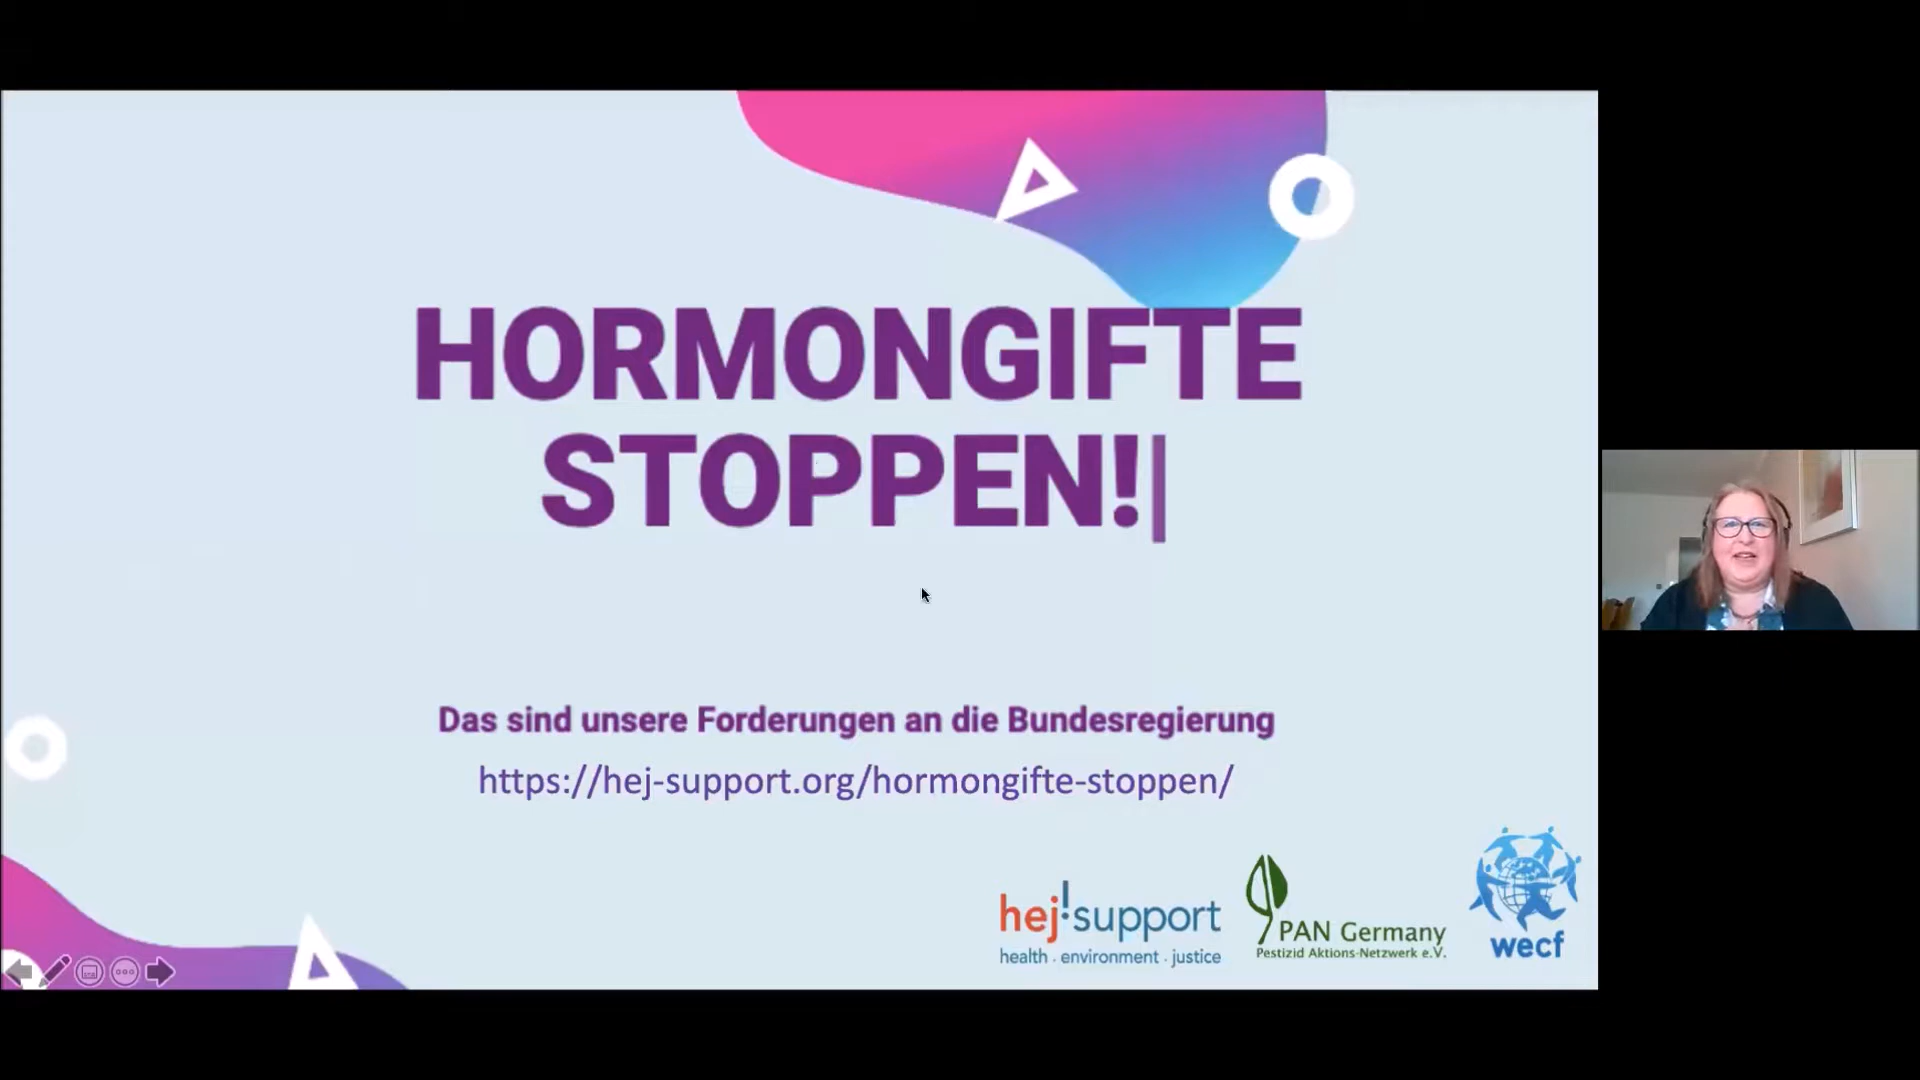 HORMONGIFTE
STOPPEN!
Das sind unsere Forderungen an die Bundesregierung
https://hej-support.org/hormongifte-stoppen/
hej!support
health . environment . justice
PAN Germany
Pestizid Aktions-Netzwerk e.V.
wecf